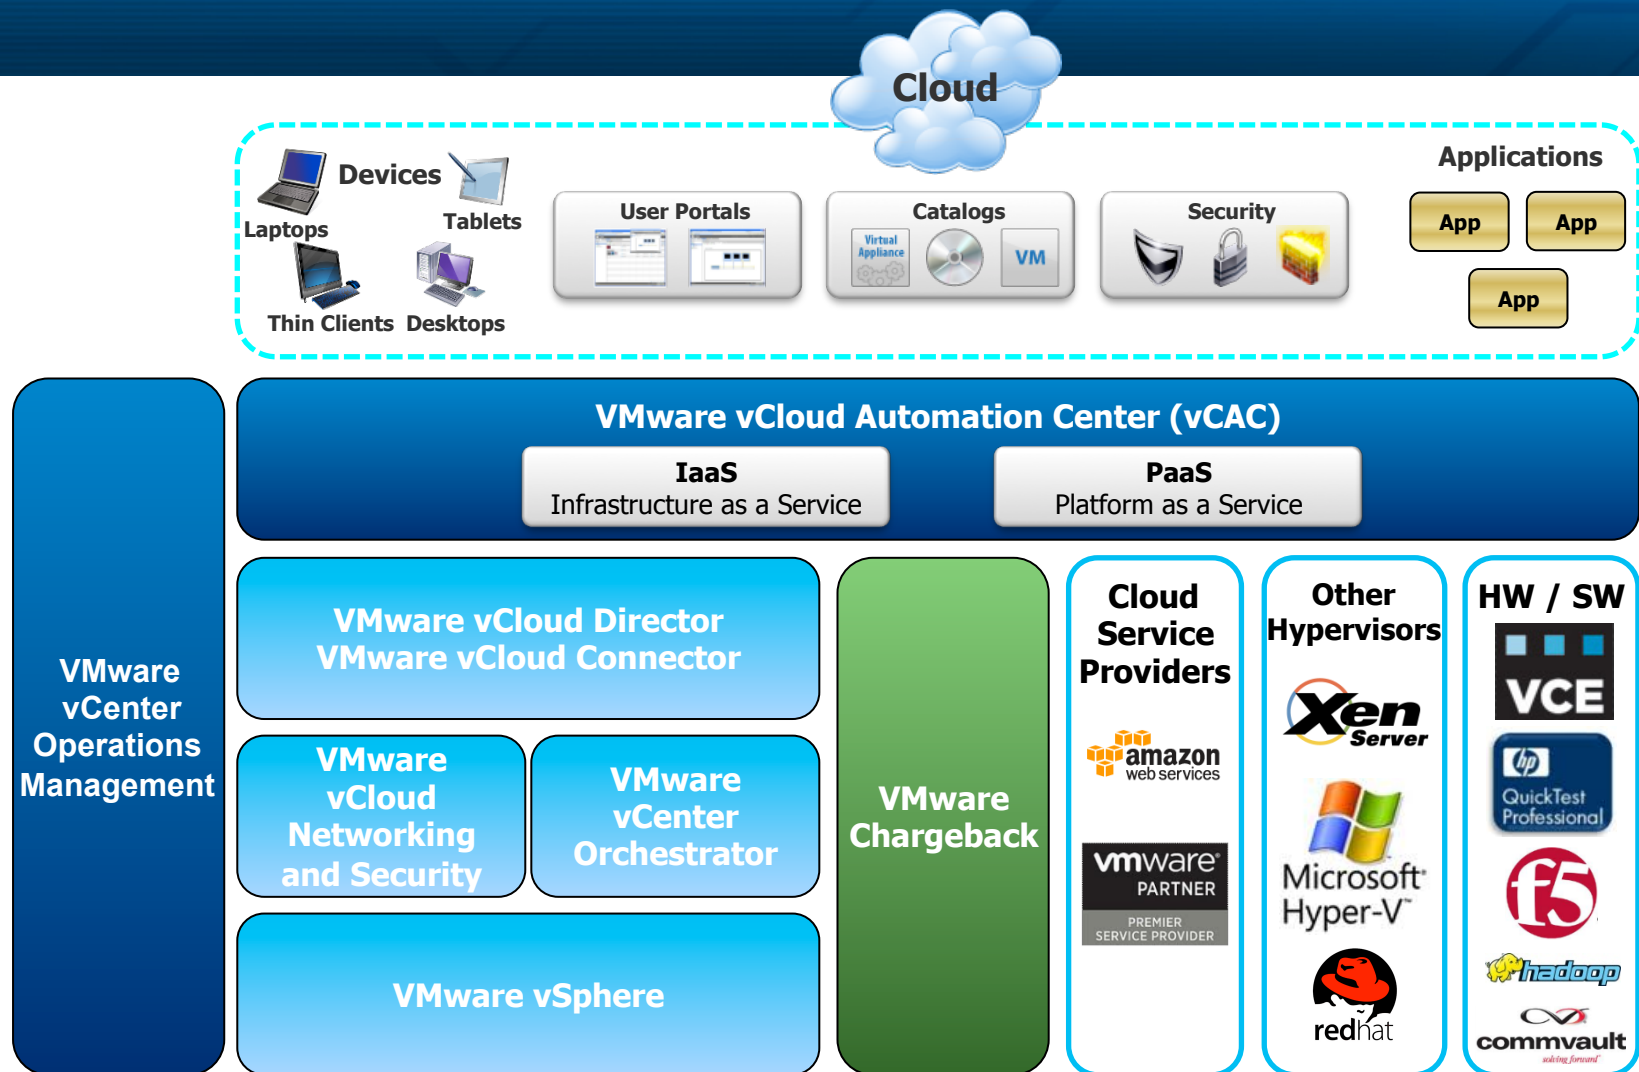 Cloud
Devices
Laptops
Tablets
Thin Clients
Desktops
User Portals
Catalogs
Virtual
Appliance
VM
Security
Applications
App
App
App
VMware vCloud Automation Center (vCAC)
IaaS
Infrastructure as a Service
PaaS
Platform as a Service
VMware
vCenter
Operations
Management
VMware vCloud Director
VMware vCloud Connector
VMware
vCloud
Networking
and Security
VMware
vCenter
Orchestrator
VMware vSphere
VMware
Chargeback
Cloud
Service
Providers
amazon
web services
vmware®
PARTNER
PREMIER
SERVICE PROVIDER
Other
Hypervisors
Xen
Server
Microsoft®
Hyper-V™
redhat
HW / SW
VCE
hp
QuickTest
Professional
f5
hadoop
commvault
solving forward®